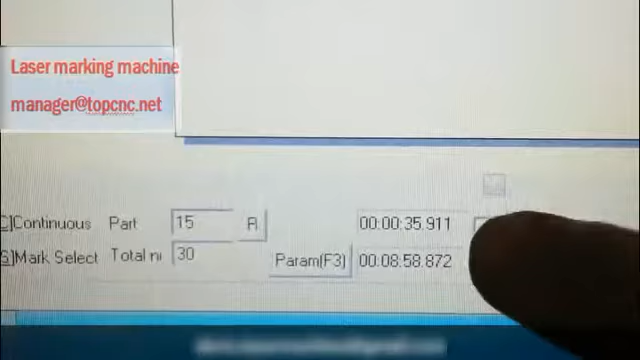 Laser marking machine
manager@topcnc.net
C]Continuous Part 15 R 00:00:35.911
S]Mark Select Total nu 30 Param(F3) 00:08:58.872